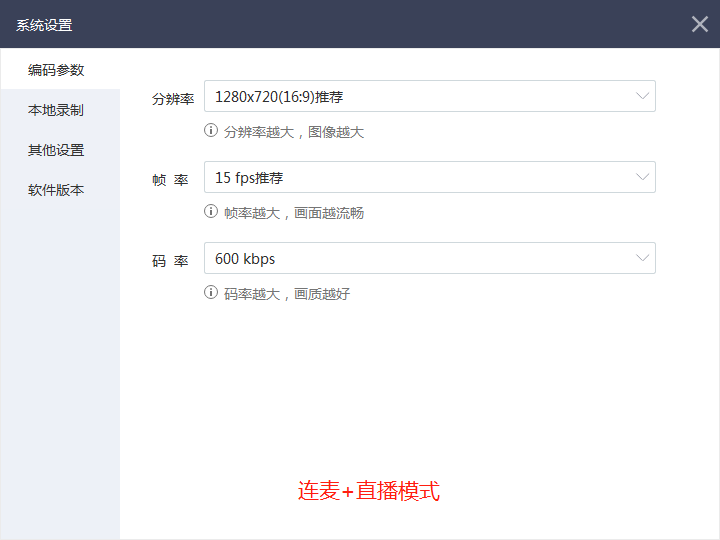 系统设置
编码参数
本地录制
其他设置
软件版本
分辨率 1280x720(16:9)推荐
分辨率越大，图像越大
帧 率 15 fps推荐
帧率越大，画面越流畅
码 率 600 kbps
码率越大，画质越好
连麦+直播模式